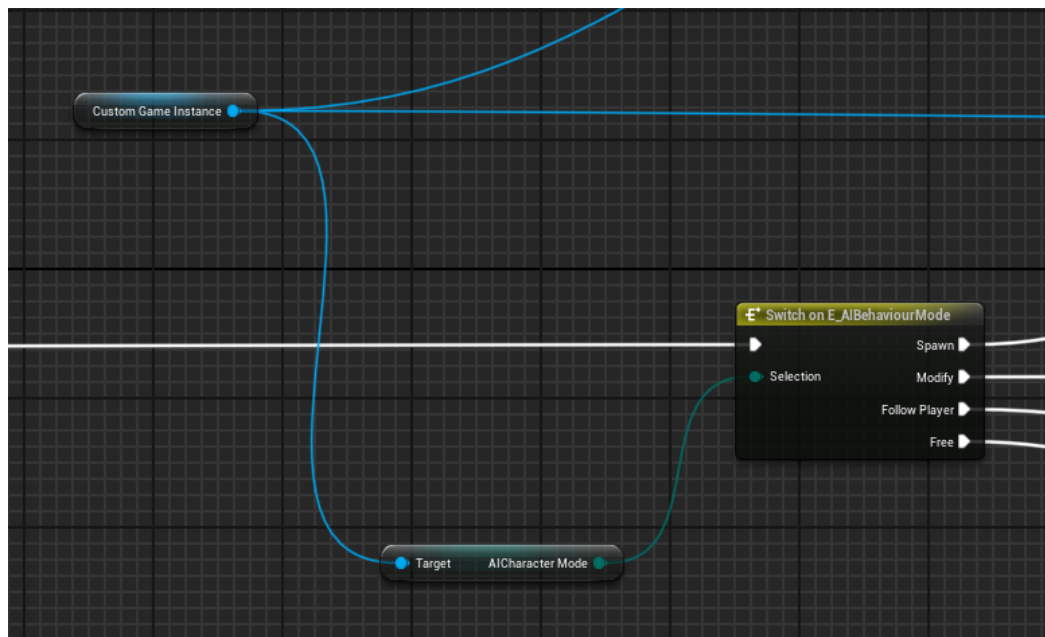 Custom Game Instance
Switch on E_AIBehaviourMode
Spawn
Selection
Modify
Follow Player
Free
Target
AICharacter Mode